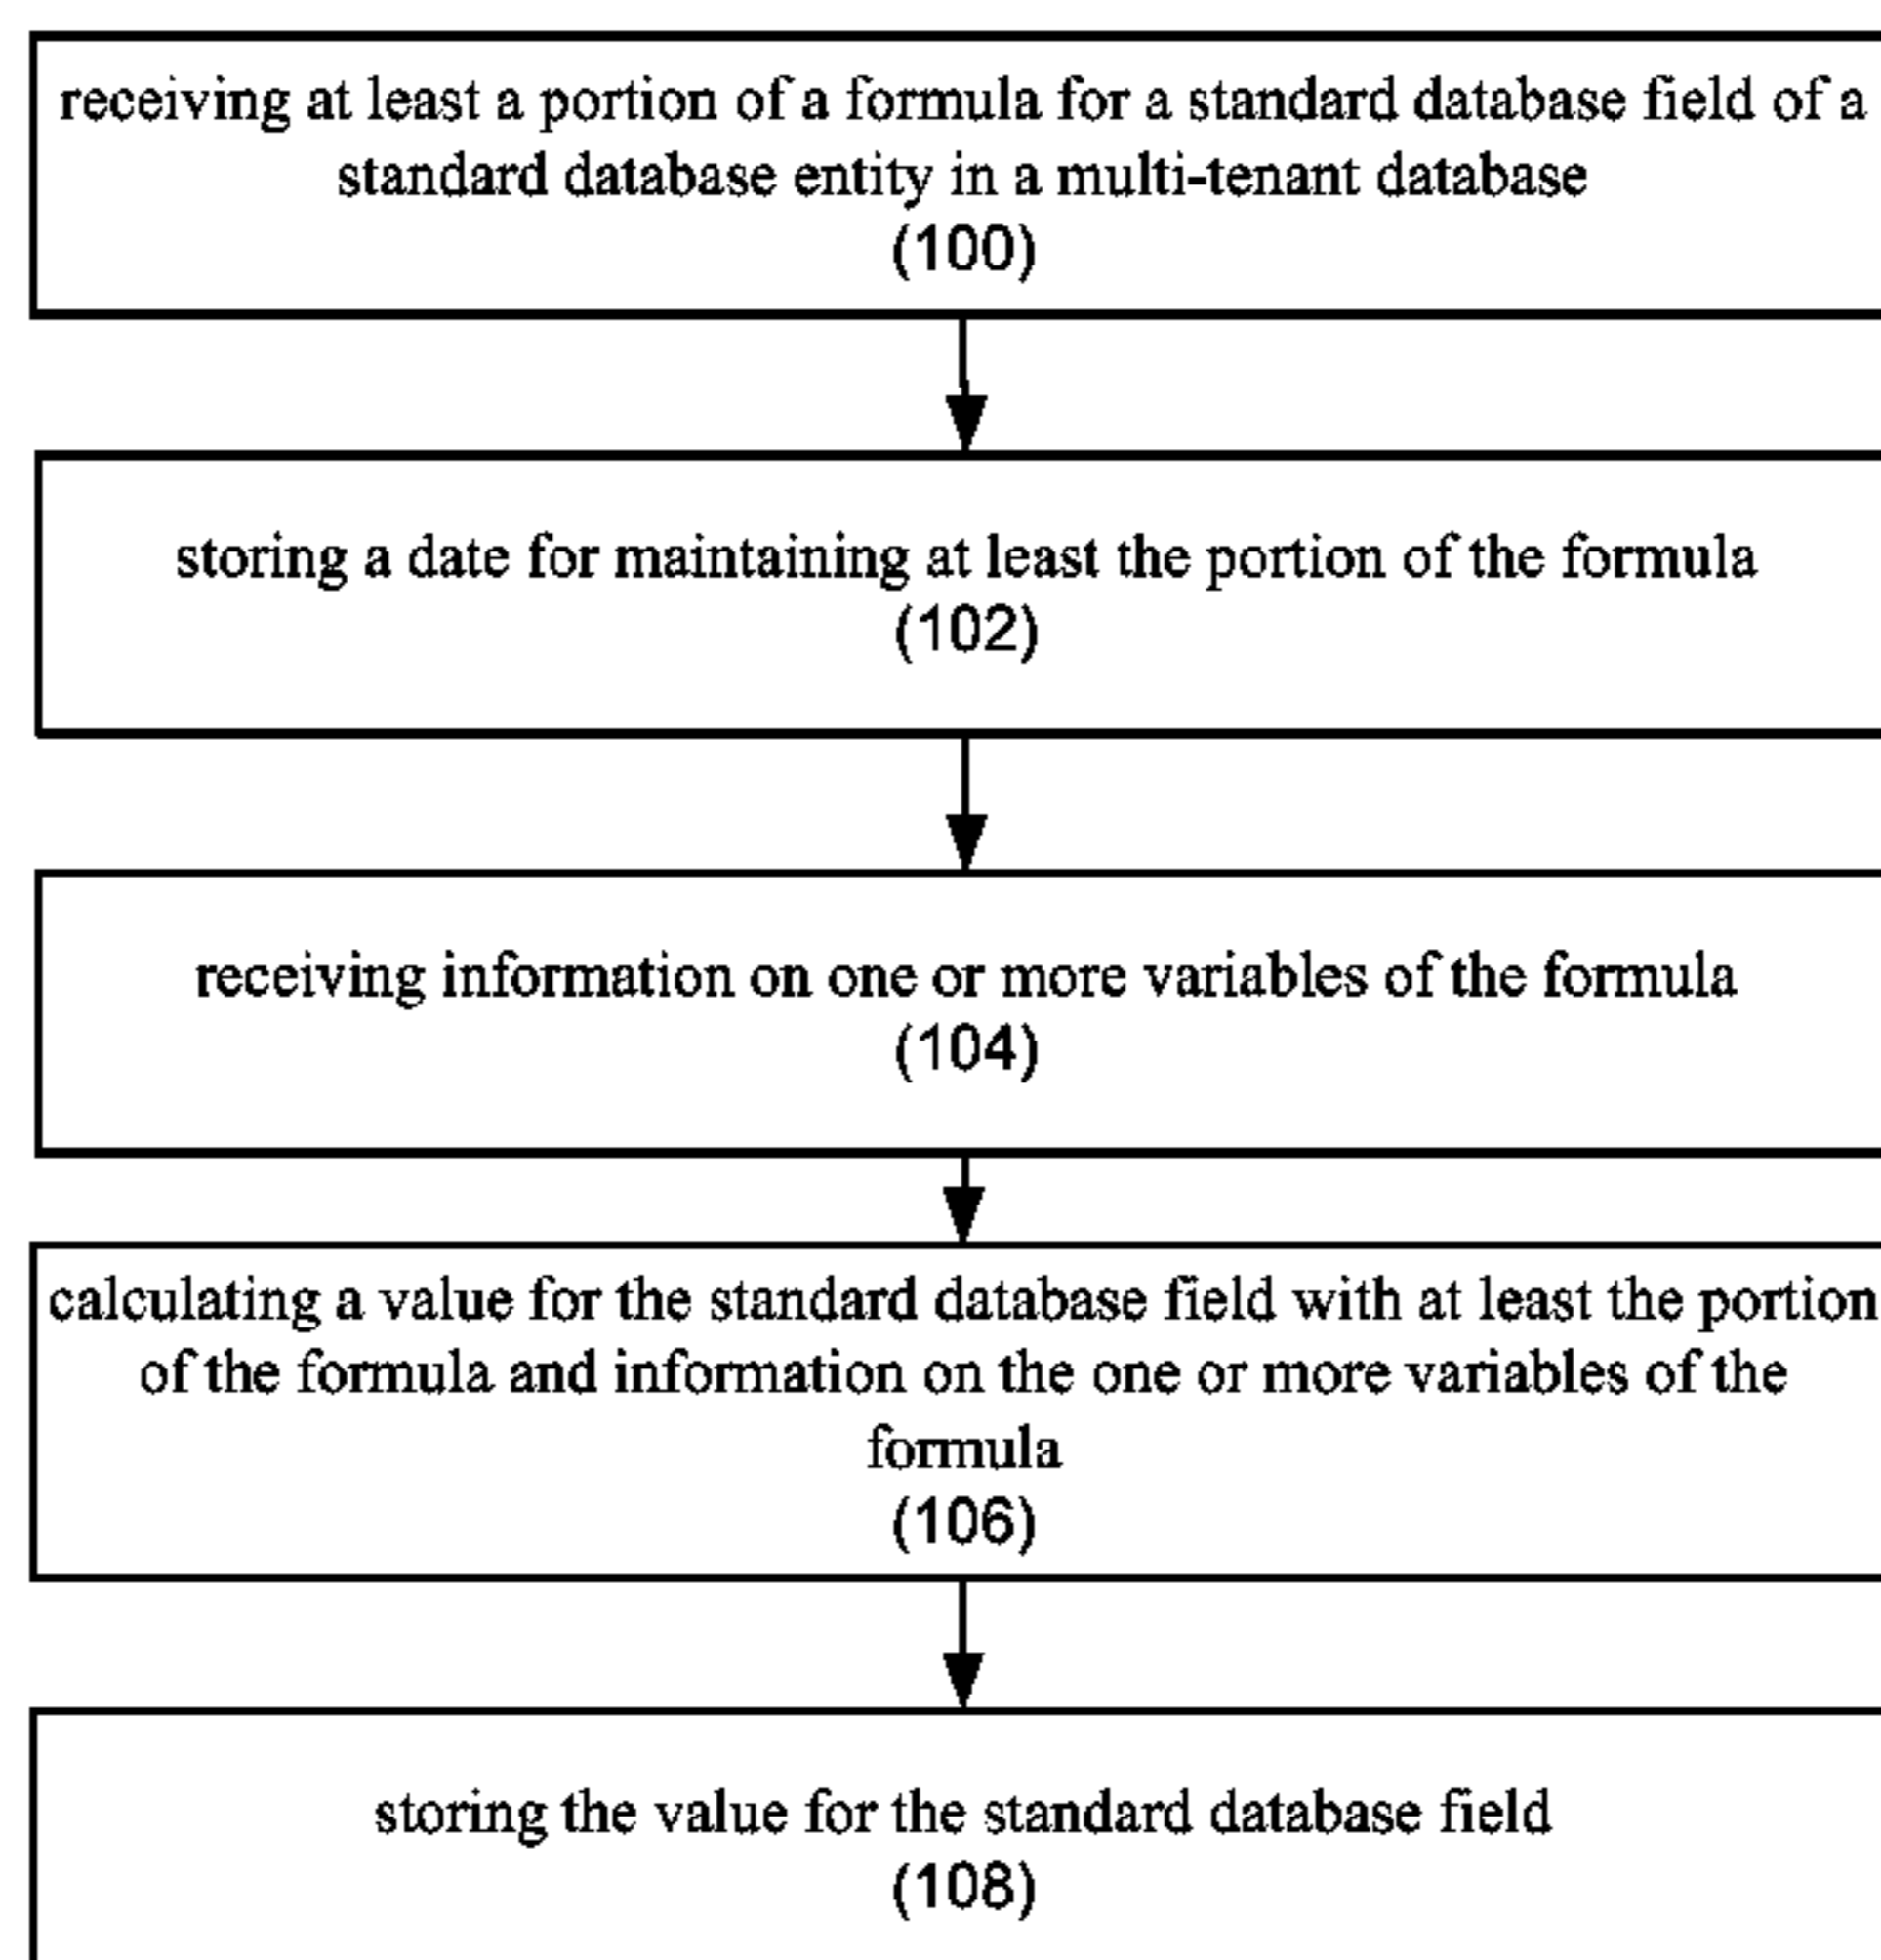 receiving at least a portion of a formula for a standard database field of a
standard database entity in a multi-tenant database
(100)
storing a date for maintaining at least the portion of the formula
(102)
receiving information on one or more variables of the formula
(104)
calculating a value for the standard database field with at least the portion
of the formula and information on the one or more variables of the
formula
(106)
storing the value for the standard database field
(108)